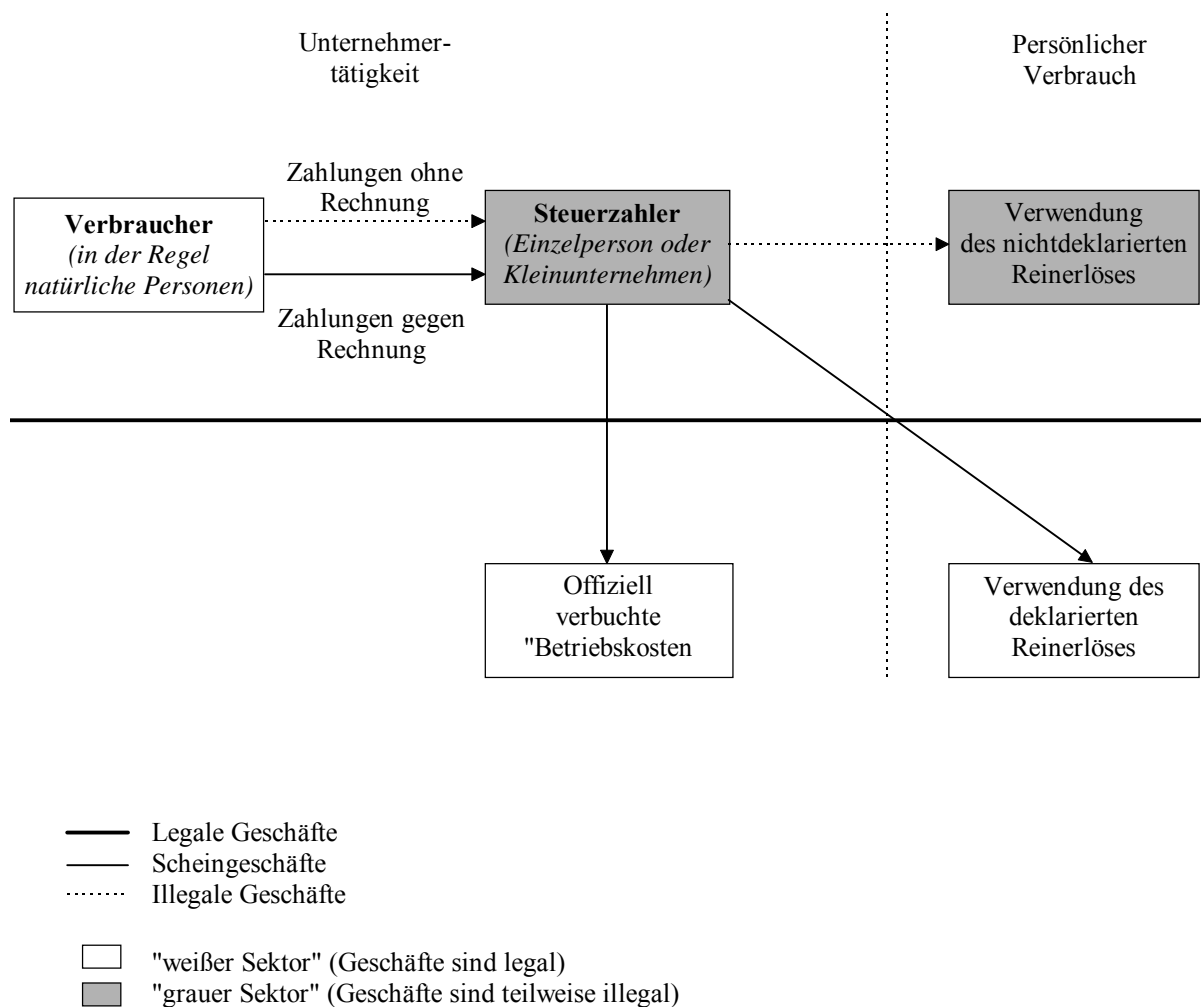 Unternehmer-
tätigkeit
Persönlicher
Verbrauch
Zahlungen ohne
Rechnung
Verbraucher
(in der Regel
natürliche Personen)
Steuerzahler
(Einzelperson oder
Kleinunternehmen)
Verwendung
des nichtdeklarierten
Reinerlöses
Zahlungen gegen
Rechnung
Offiziell
verbuchte
"Betriebskosten
Verwendung des
deklarierten
Reinerlöses
Legale Geschäfte
Scheingeschäfte
Illegale Geschäfte
"weißer Sektor" (Geschäfte sind legal)
"grauer Sektor" (Geschäfte sind teilweise illegal)